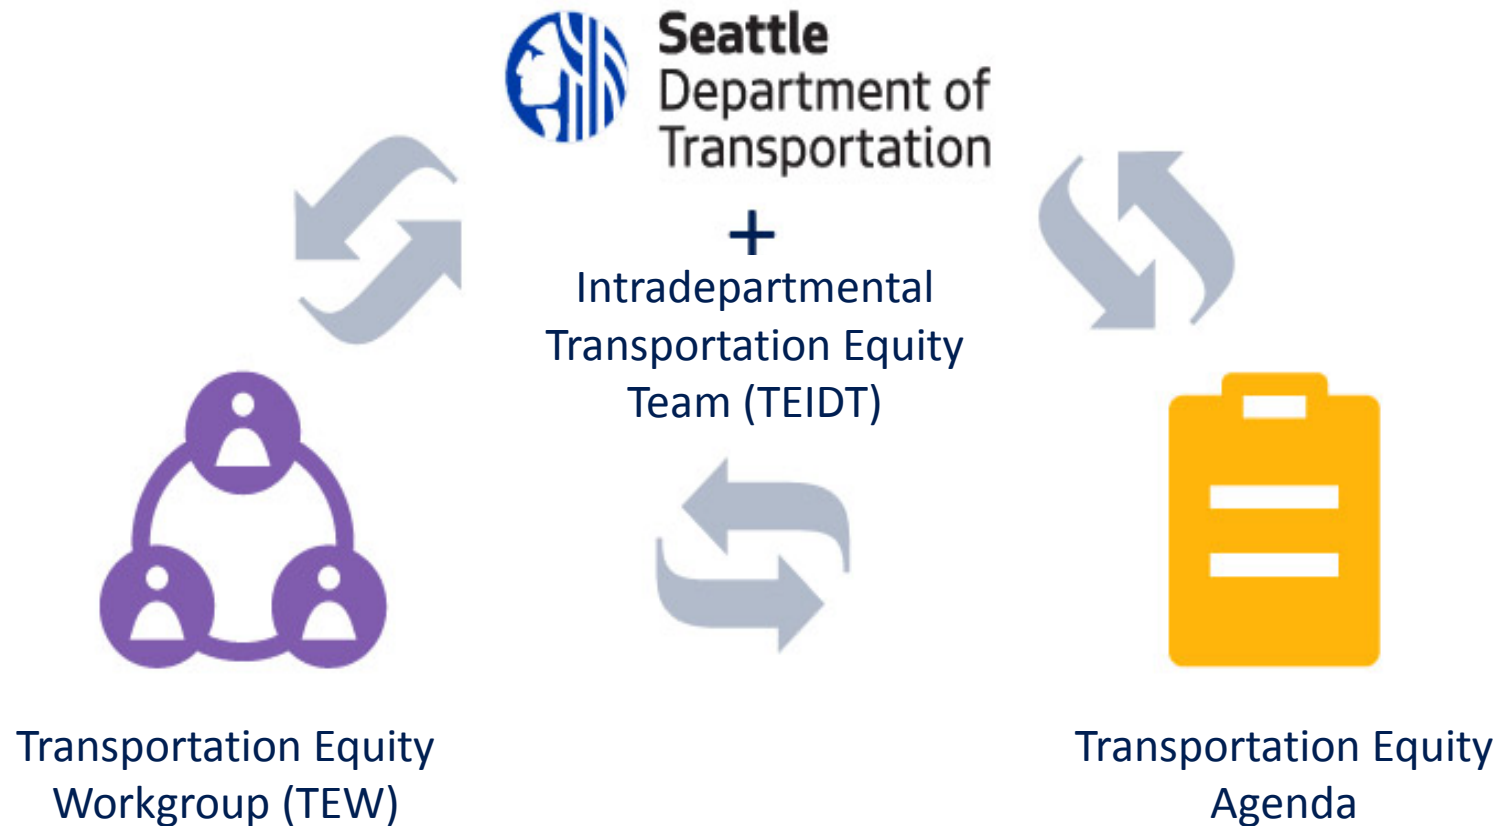 Seattle
Department of
Transportation
+
Intradepartmental
Transportation Equity
Team (TEIDT)
Transportation Equity
Workgroup (TEW)
Transportation Equity
Agenda